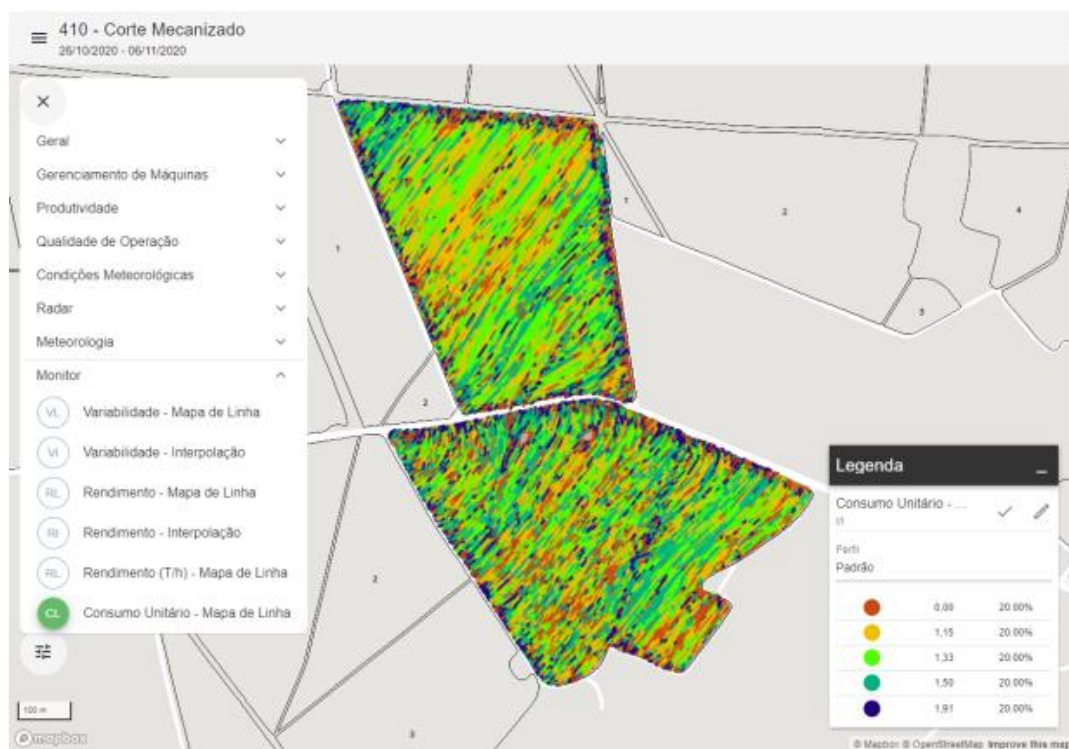 410 - Corte Mecanizado
26/10/2020 - 06/11/2020
Geral
Gerenciamento de Máquinas
Produtividade
Qualidade de Operação
Condições Meteorológicas
Radar
Meteorologia
Monitor
VL Variabilidade - Mapa de Linha
VI Variabilidade - Interpolação
RL Rendimento - Mapa de Linha
RI Rendimento - Interpolação
RL Rendimento (T/h) - Mapa de Linha
CL Consumo Unitário - Mapa de Linha
1
1
2
4
3
2
2
3
Legenda
Consumo Unitário - ...
Perfil
Padrão
0,00 20.00%
1,15 20.00%
1,33 20.00%
1,50 20.00%
1,91 20.00%
100 m
mapbox
© Mapbox © OpenStreetMap Improve this map